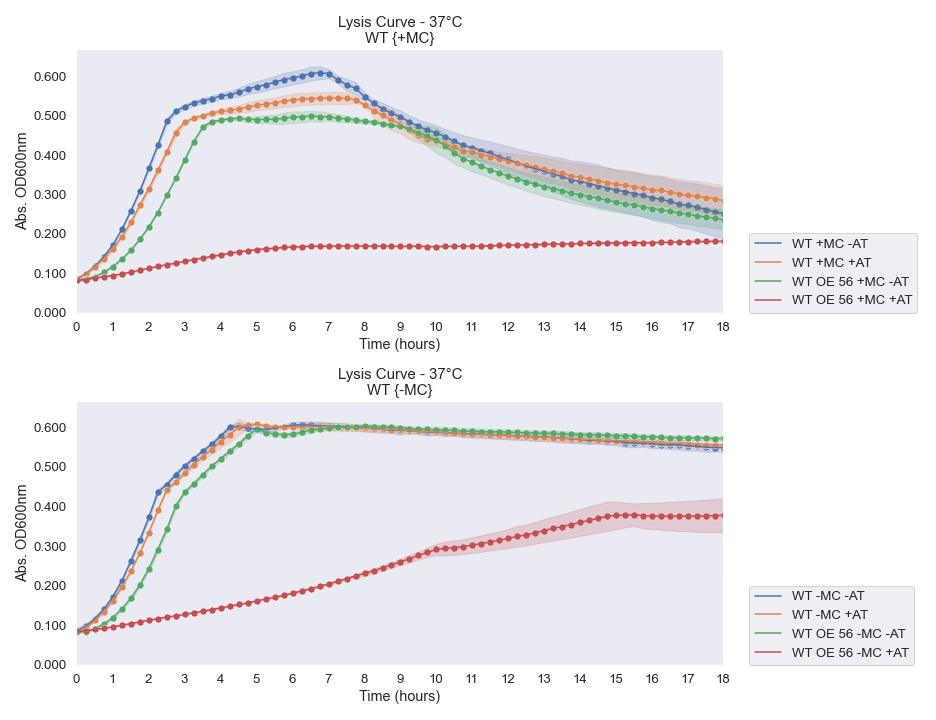 Lysis Curve - 37°C
WT {+MC}
Abs. OD600nm
0.600
0.500
0.400
0.300
0.200
0.100
0.000
0 1 2 3 4 5 6 7 8 9 10 11 12 13 14 15 16 17 18
Time (hours)
WT +MC -AT
WT +MC +AT
WT OE 56 +MC -AT
WT OE 56 +MC +AT
Lysis Curve - 37°C
WT {-MC}
Abs. OD600nm
0.600
0.500
0.400
0.300
0.200
0.100
0.000
0 1 2 3 4 5 6 7 8 9 10 11 12 13 14 15 16 17 18
Time (hours)
WT -MC -AT
WT -MC +AT
WT OE 56 -MC -AT
WT OE 56 -MC +AT